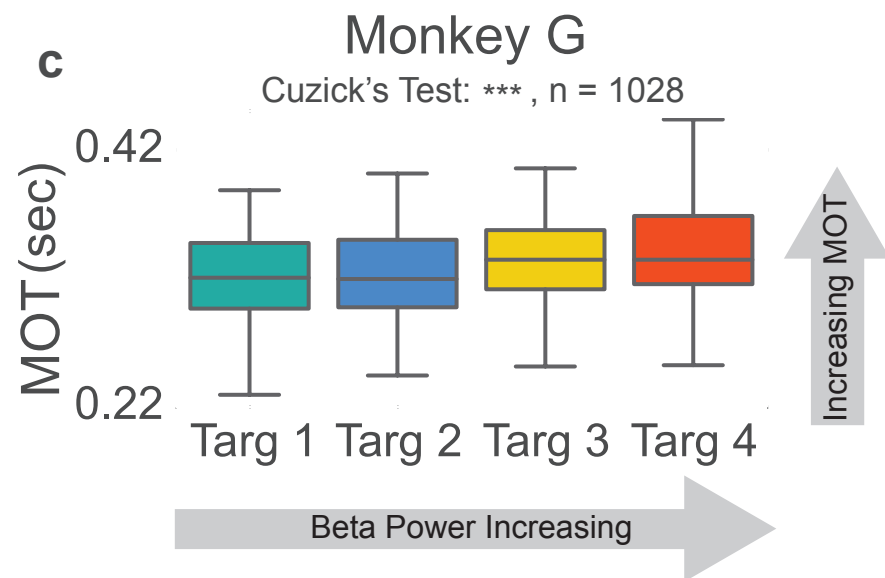 c
Monkey G
Cuzick's Test: *** , n = 1028
0.42
MOT (sec)
0.22
Targ 1 Targ 2 Targ 3 Targ 4
Beta Power Increasing
Increasing MOT